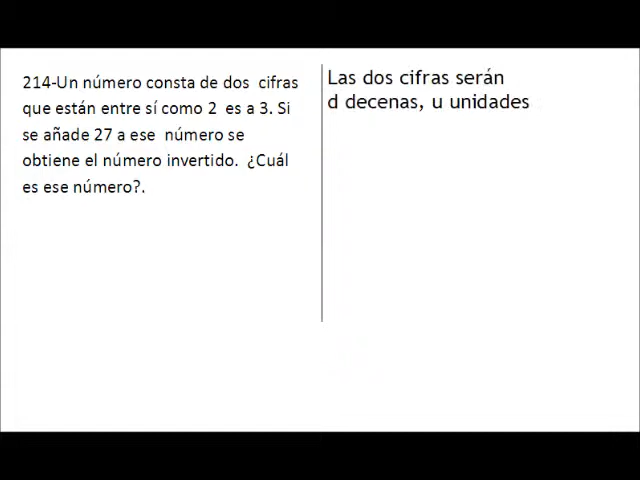 214-Un número consta de dos cifras
que están entre sí como 2 es a 3. Si
se añade 27 a ese número se
obtiene el número invertido. ¿Cuál
es ese número?.
Las dos cifras serán
d decenas, u unidades